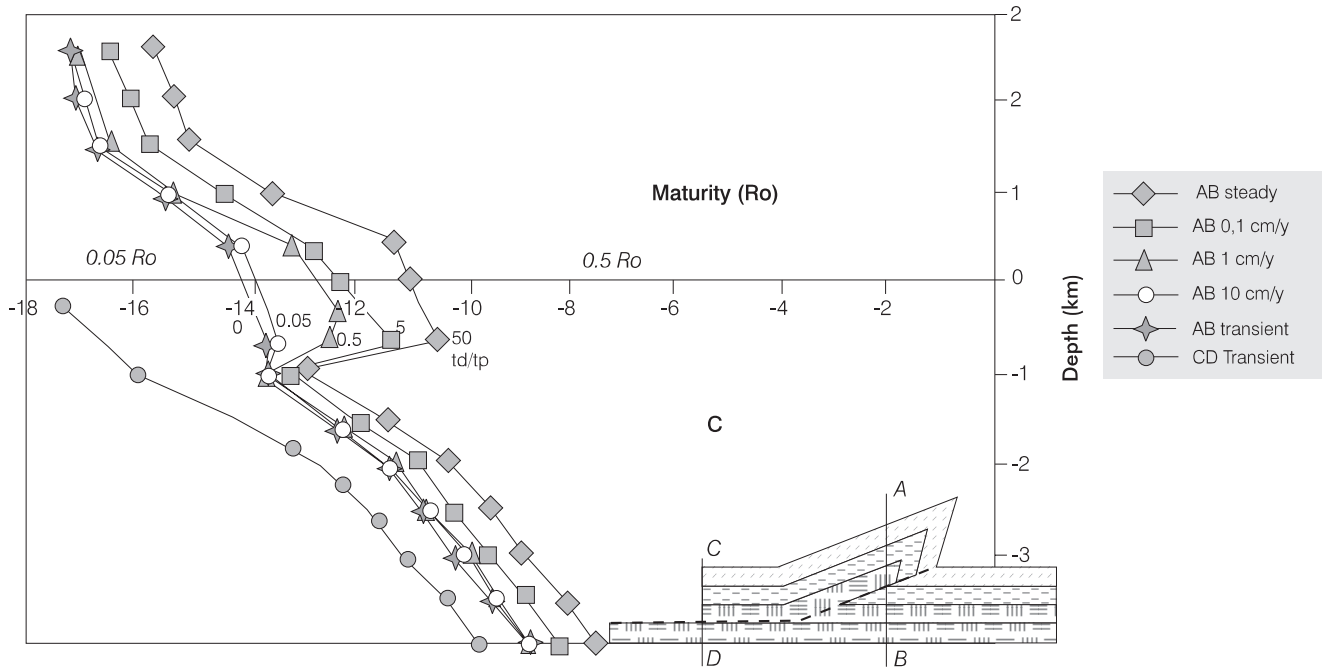 2
2
1
Maturity (Ro)
0.05 Ro
0.5 Ro
0
-18
-16
-14
-12
-10
-8
-6
-4
-2
0
0.05
0.5
5
50
td/tp
-1
-2
-3
Depth (km)
C
A
C
D
B
AB steady
AB 0,1 cm/y
AB 1 cm/y
AB 10 cm/y
AB transient
CD Transient